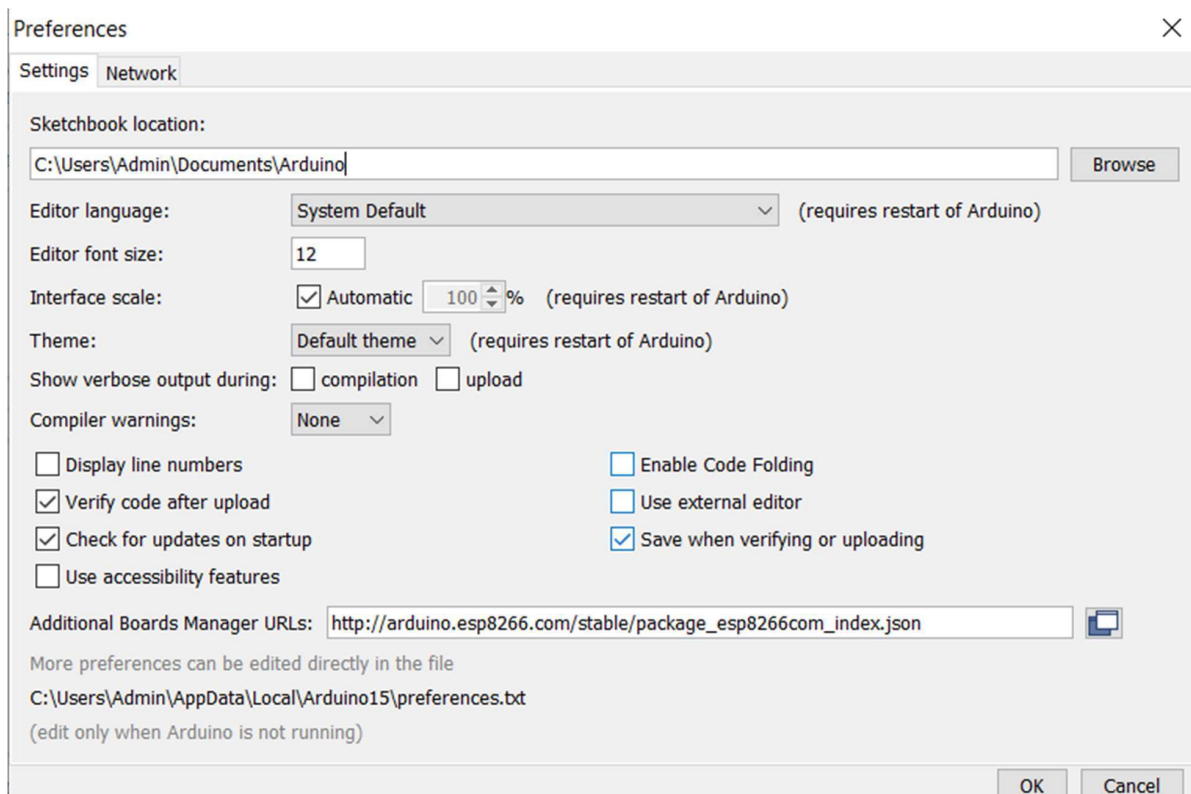 Preferences
Settings Network
Sketchbook location:
C:\Users\Admin\Documents\Arduino Browse
Editor language: System Default (requires restart of Arduino)
Editor font size: 12
Interface scale: Automatic 100 % (requires restart of Arduino)
Theme: Default theme (requires restart of Arduino)
Show verbose output during: compilation upload
Compiler warnings: None
Display line numbers Enable Code Folding
Verify code after upload Use external editor
Check for updates on startup Save when verifying or uploading
Use accessibility features
Additional Boards Manager URLs: http://arduino.esp8266.com/stable/package_esp8266com_index.json
More preferences can be edited directly in the file
C:\Users\Admin\AppData\Local\Arduino15\preferences.txt
(edit only when Arduino is not running)
OK Cancel